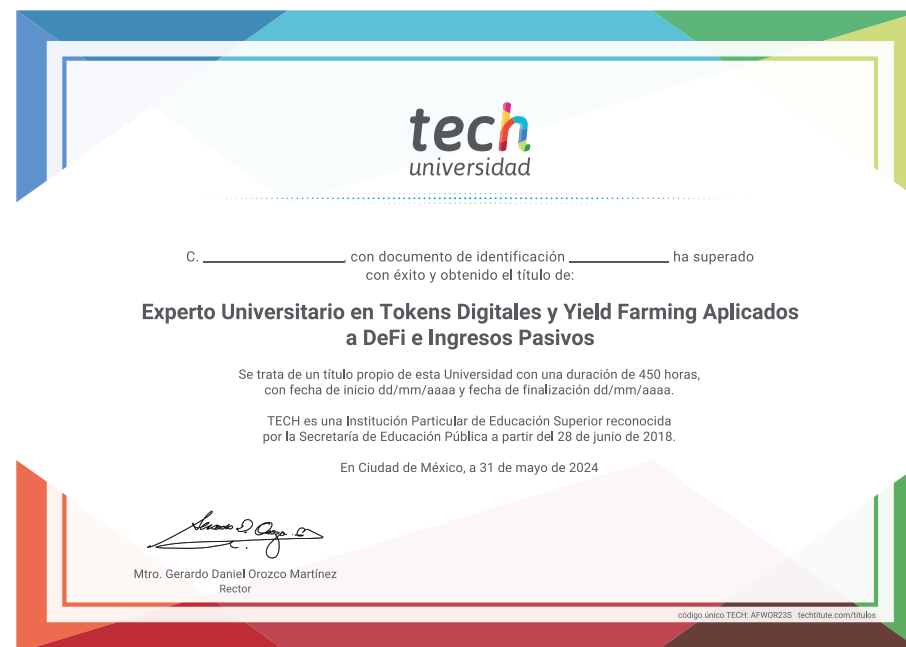 tech
universidad
C. ____________, con documento de identificación ____________ ha superado
con éxito y obtenido el título de:
Experto Universitario en Tokens Digitales y Yield Farming Aplicados
a DeFi e Ingresos Pasivos
Se trata de un título propio de esta Universidad con una duración de 450 horas,
con fecha de inicio dd/mm/aaaa y fecha de finalización dd/mm/aaaa.
TECH es una Institución Particular de Educación Superior reconocida
por la Secretaría de Educación Pública a partir del 28 de junio de 2018.
En Ciudad de México, a 31 de mayo de 2024
Mtro. Gerardo Daniel Orozco Martínez
Rector
código único TECH: AFWOR23S techtitute.com/titulos